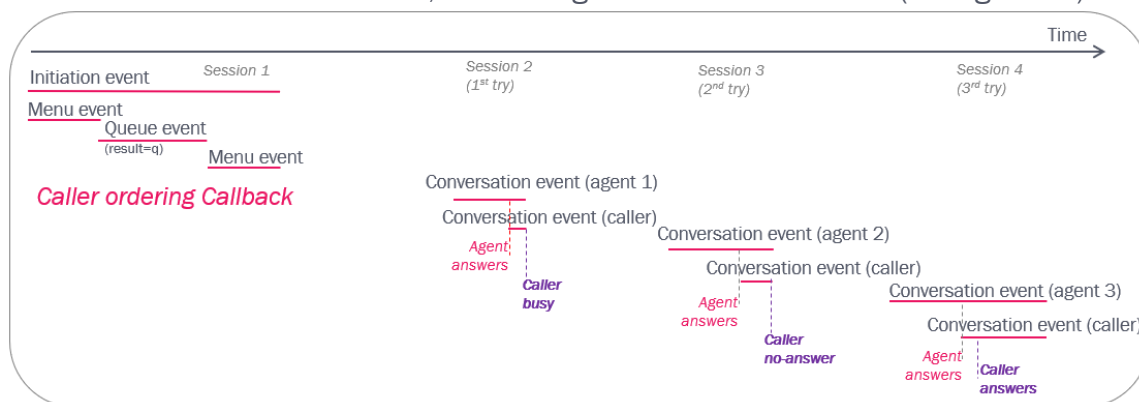 Time
Session 1
Session 2
(1st try)
Session 3
(2nd try)
Session 4
(3rd try)
Initiation event
Menu event
Queue event
(result=q)
Menu event
Caller ordering Callback
Conversation event (agent 1)
Conversation event (caller)
Agent
answers
Caller
busy
Conversation event (agent 2)
Conversation event (caller)
Agent
answers
Caller
no-answer
Conversation event (agent 3)
Conversation event (caller)
Agent
answers
Caller
answers